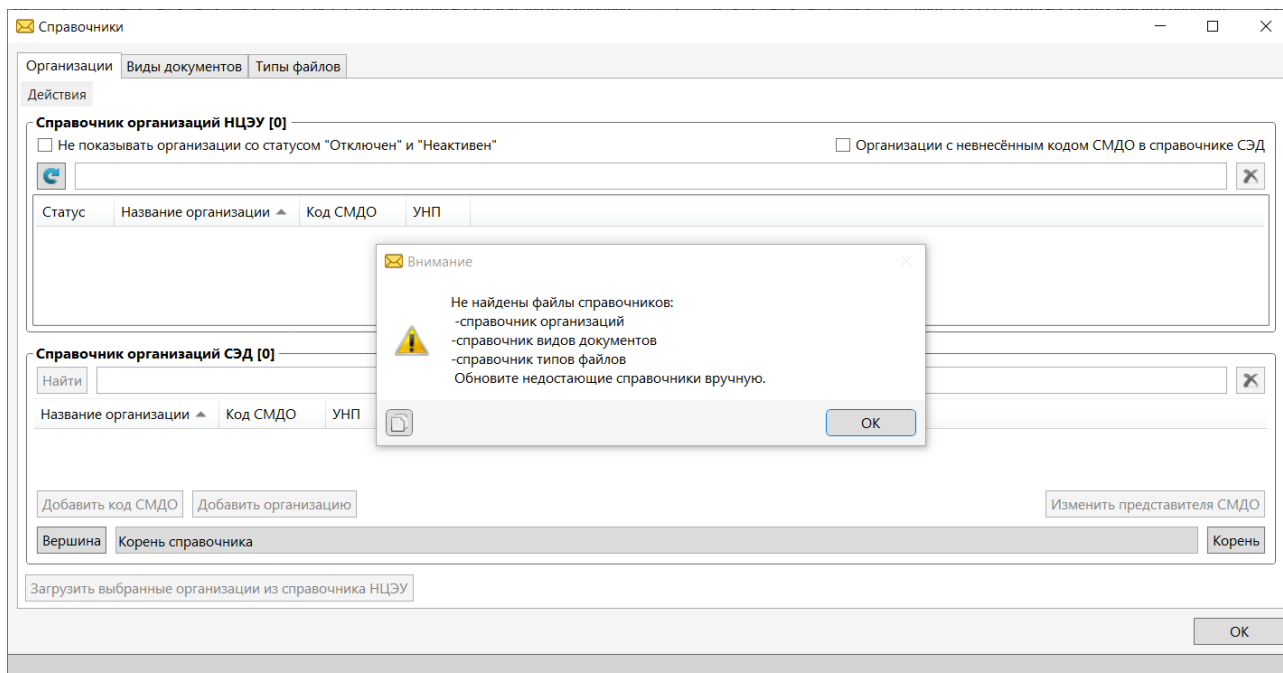 Справочники
Организации Виды документов Типы файлов
Действия
Справочник организаций НЦЭУ [0]
Не показывать организации со статусом "Отключен" и "Неактивен" Организации с невнесённым кодом СМДО в справочнике СЭД
Статус Название организации Код СМДО УНП
Внимание
Не найдены файлы справочников:
-справочник организаций
-справочник видов документов
-справочник типов файлов
Обновите недостающие справочники вручную.
OK
Справочник организаций СЭД [0]
Найти
Название организации Код СМДО УНП
Добавить код СМДО Добавить организацию Изменить представителя СМДО
Вершина Корень справочника Корень
Загрузить выбранные организации из справочника НЦЭУ
OK